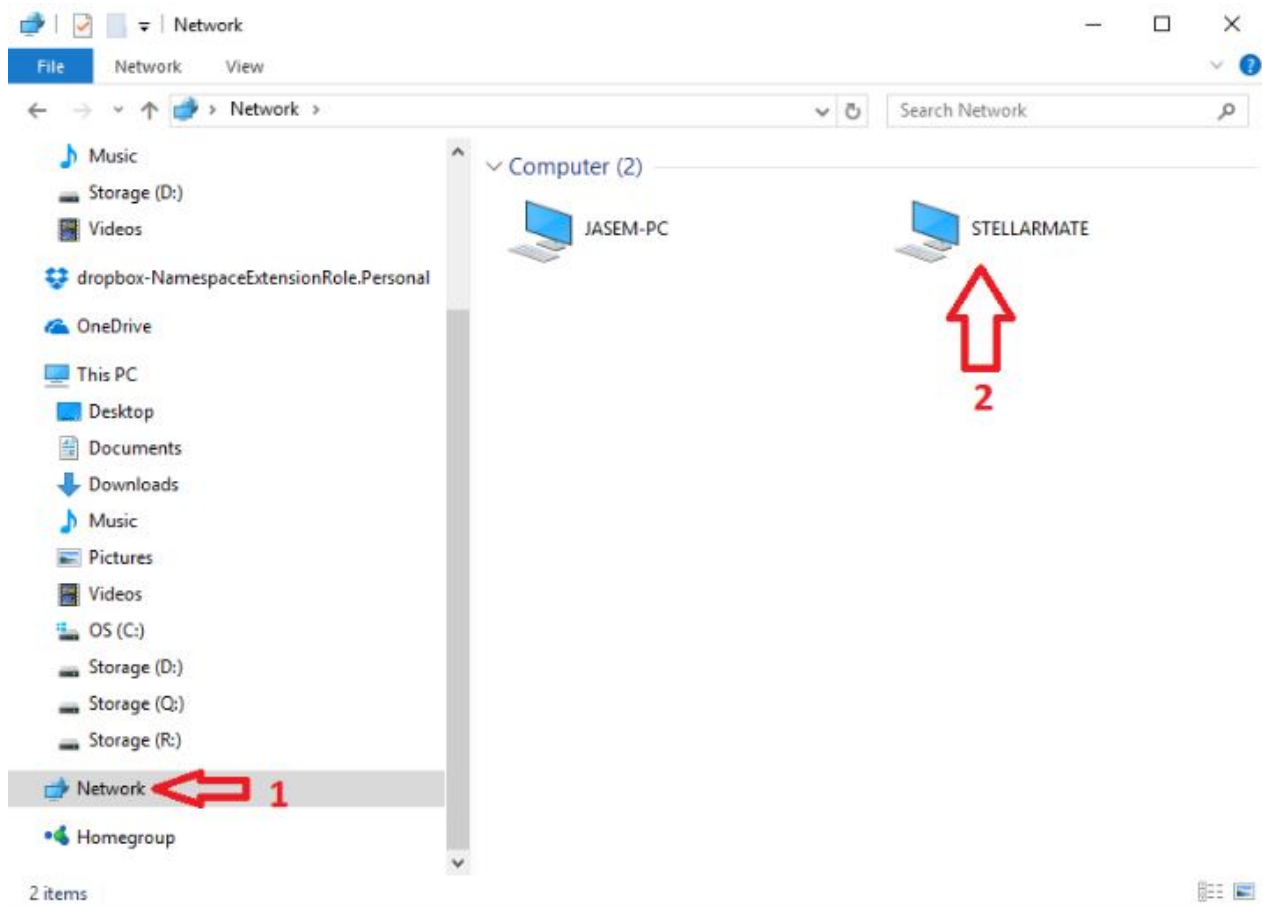 Network
File Network View
Network
Search Network
Music
Storage (D:)
Videos
dropbox-NamespaceExtensionRole.Personal
OneDrive
This PC
Desktop
Documents
Downloads
Music
Pictures
Videos
OS (C:)
Storage (D:)
Storage (Q:)
Storage (R:)
Network 1
Homegroup
Computer (2)
JASEM-PC STELLARMATE
2
2 items